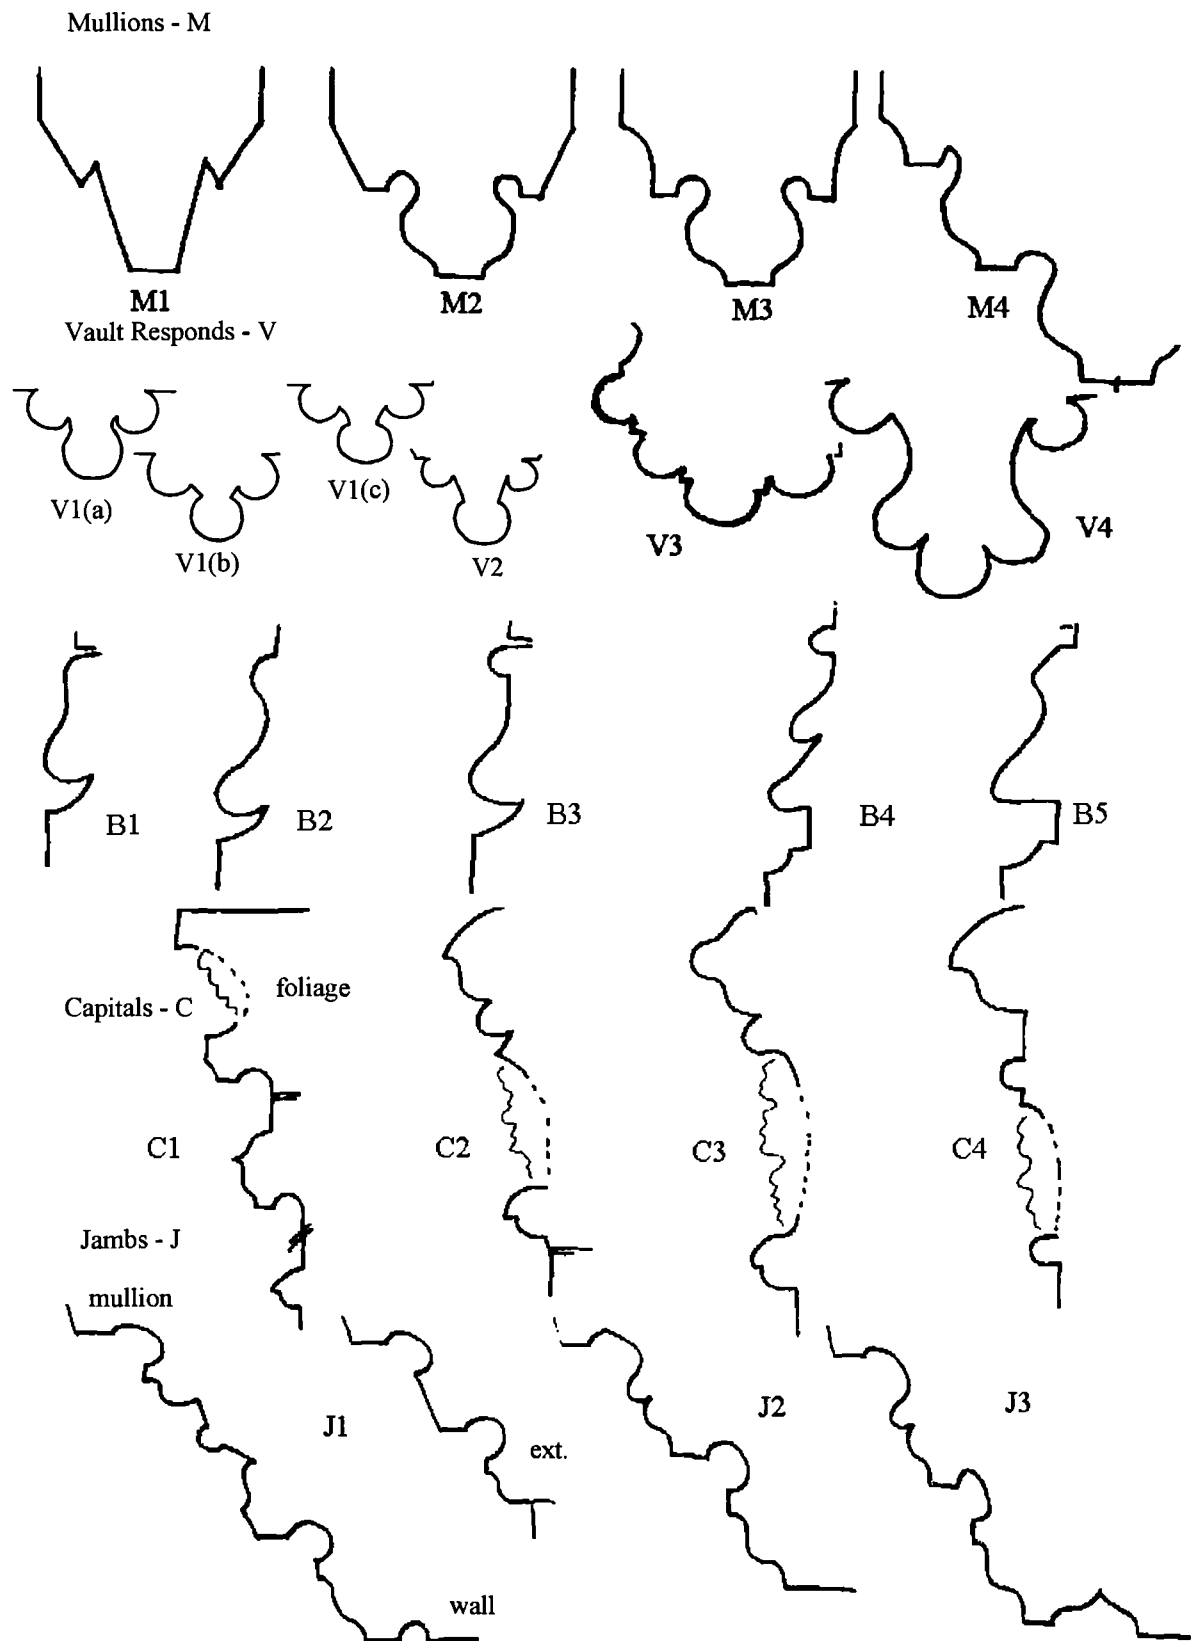 Mullions - M
M1
M2
M3
M4
Vault Responds - V
V1(a)
V1(b)
V1(c)
V2
V3
V4
B1
B2
B3
B4
B5
foliage
Capitals - C
C1
C2
C3
C4
Jambs - J
mullion
J1
ext.
J2
J3
wall